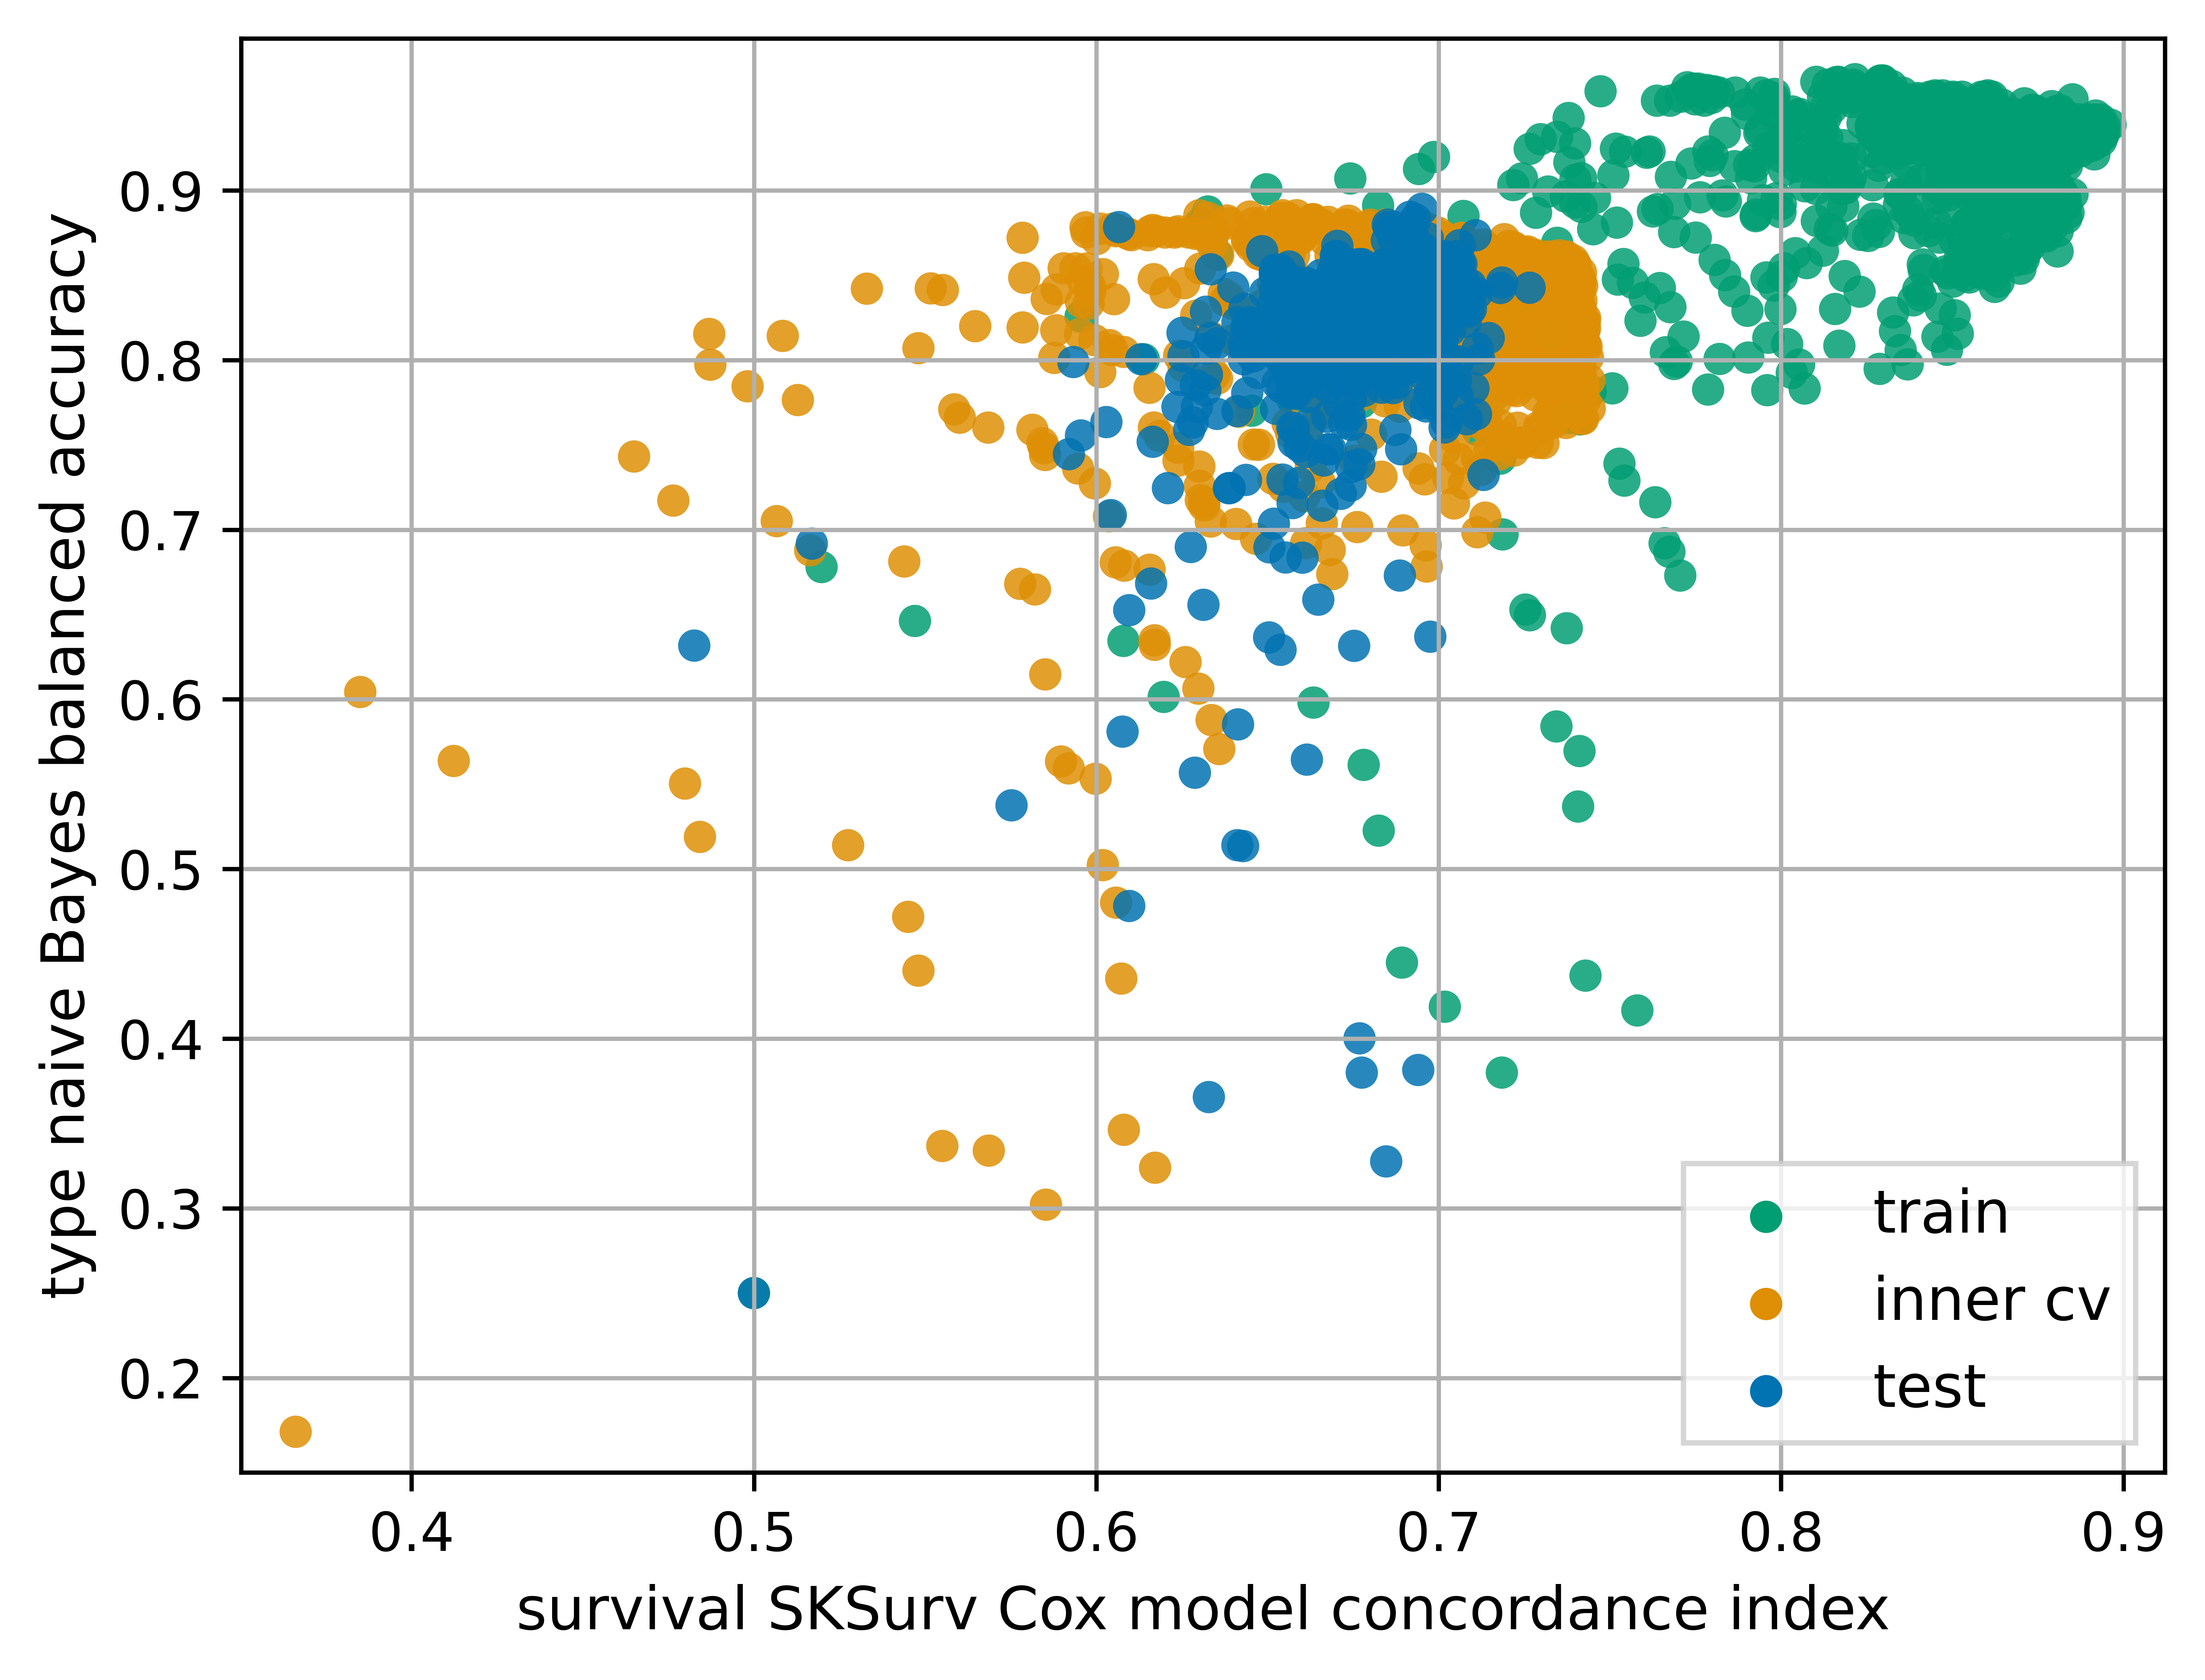 type naive Bayes balanced accuracy
0.9
0.8
0.7
0.6
0.5
0.4
0.3
0.2
train
inner cv
test
0.4 0.5 0.6 0.7 0.8 0.9
survival SKSurv Cox model concordance index